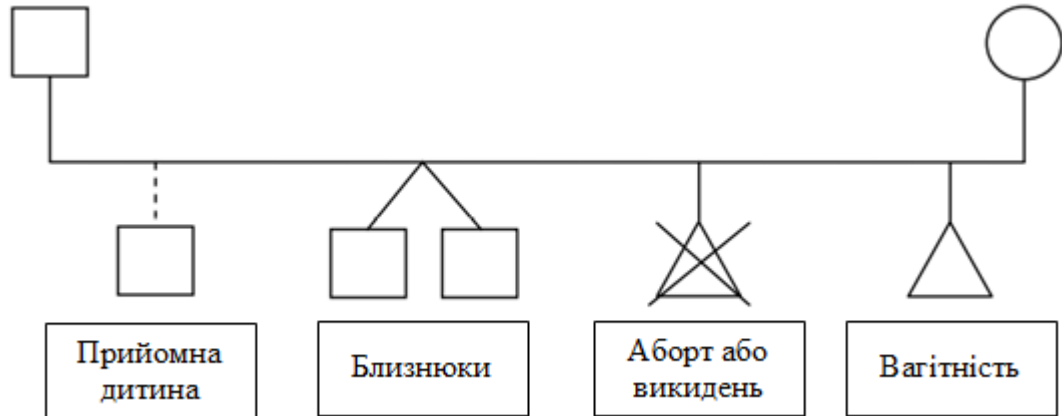 Прийомна
дитина
Близнюки
Аборт або
викидень
Вагітність